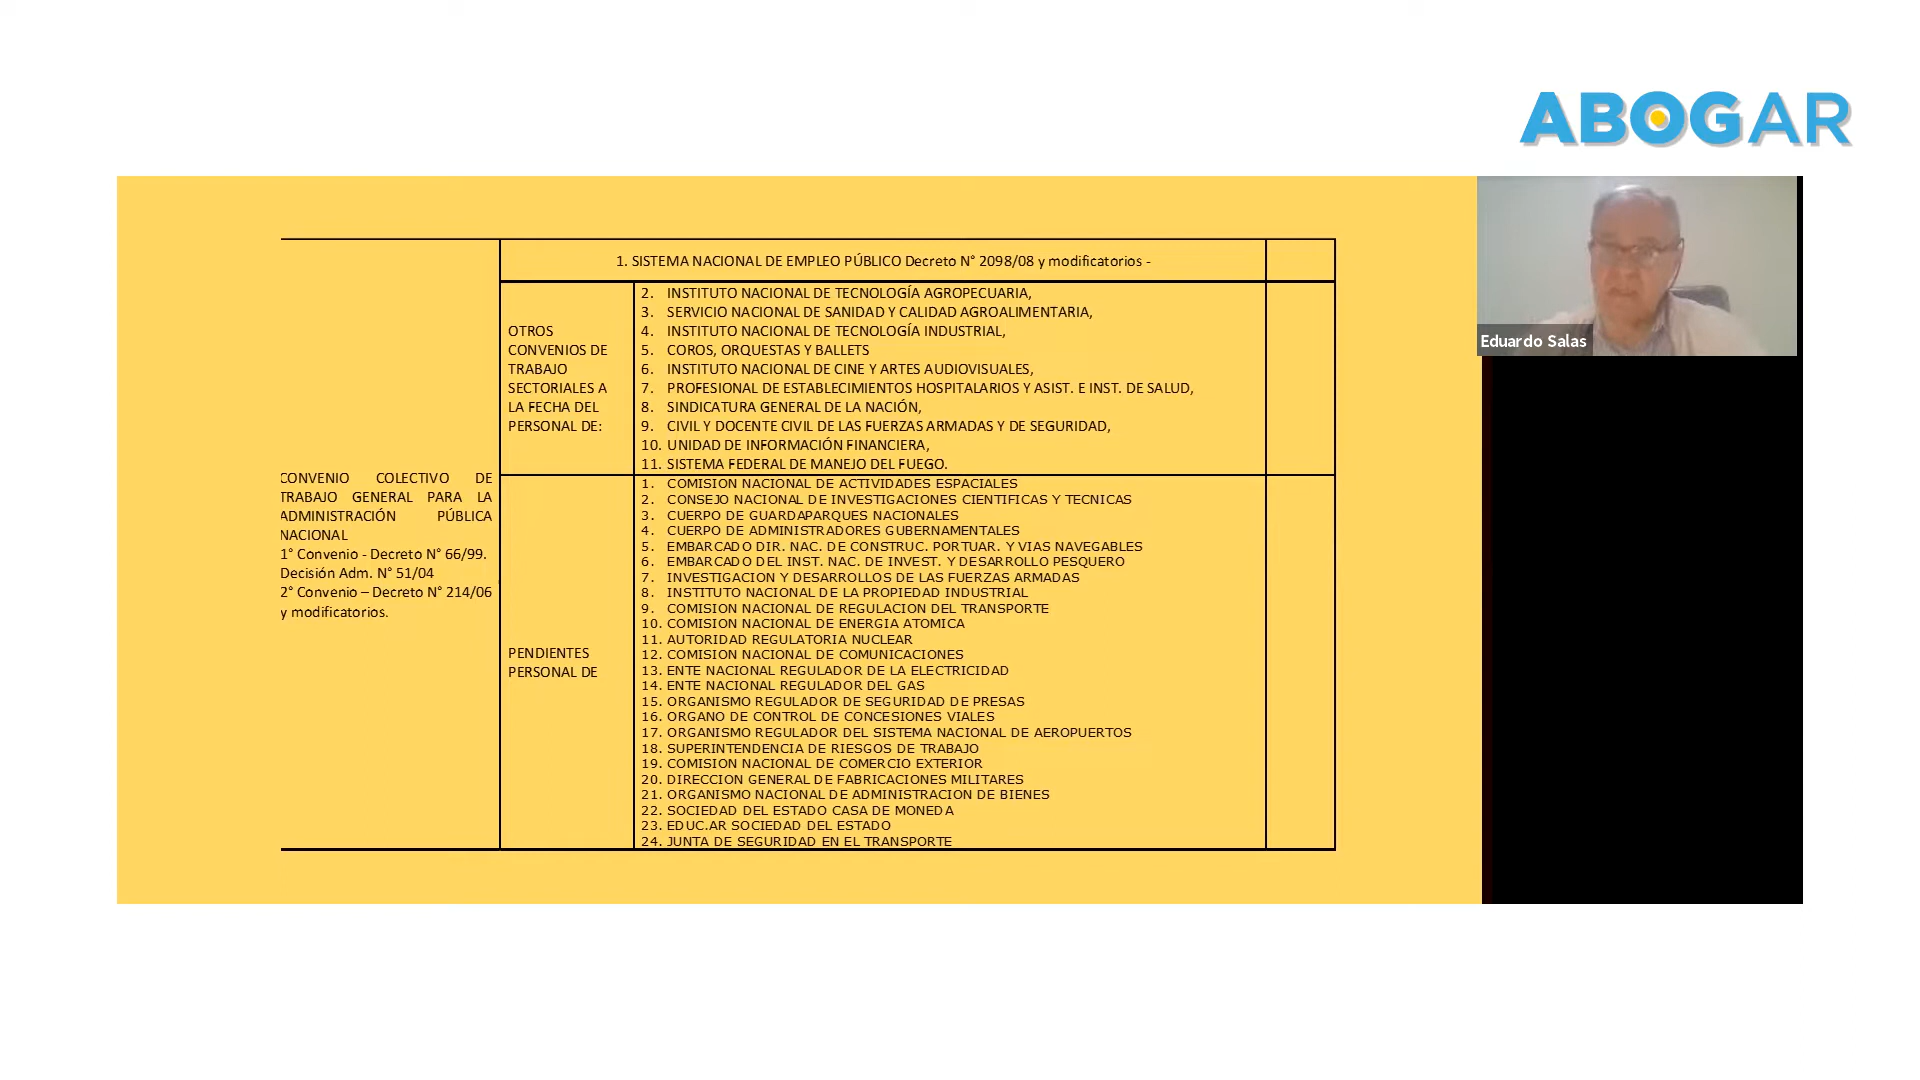 ABOGAR
Eduardo Salas
1. SISTEMA NACIONAL DE EMPLEO PÚBLICO Decreto N° 2098/08 y modificatorios -
CONVENIO COLECTIVO DE
TRABAJO GENERAL PARA LA
ADMINISTRACIÓN PÚBLICA
NACIONAL
1° Convenio - Decreto N° 66/99.
Decisión Adm. N° 51/04
2° Convenio – Decreto N° 214/06
y modificatorios.
OTROS
CONVENIOS DE
TRABAJO
SECTORIALES A
LA FECHA DEL
PERSONAL DE:
2. INSTITUTO NACIONAL DE TECNOLOGÍA AGROPECUARIA,
3. SERVICIO NACIONAL DE SANIDAD Y CALIDAD AGROALIMENTARIA,
4. INSTITUTO NACIONAL DE TECNOLOGÍA INDUSTRIAL,
5. COROS, ORQUESTAS Y BALLETS
6. INSTITUTO NACIONAL DE CINE Y ARTES AUDIOVISUALES,
7. PROFESIONAL DE ESTABLECIMIENTOS HOSPITALARIOS Y ASIST. E INST. DE SALUD,
8. SINDICATURA GENERAL DE LA NACIÓN,
9. CIVIL Y DOCENTE CIVIL DE LAS FUERZAS ARMADAS Y DE SEGURIDAD,
10. UNIDAD DE INFORMACIÓN FINANCIERA,
11. SISTEMA FEDERAL DE MANEJO DEL FUEGO.
PENDIENTES
PERSONAL DE
1. COMISION NACIONAL DE ACTIVIDADES ESPACIALES
2. CONSEJO NACIONAL DE INVESTIGACIONES CIENTIFICAS Y TECNICAS
3. CUERPO DE GUARDAPARQUES NACIONALES
4. CUERPO DE ADMINISTRADORES GUBERNAMENTALES
5. EMBARCADO DIR. NAC. DE CONSTRUC. PORTUAR. Y VIAS NAVEGABLES
6. EMBARCADO DEL INST. NAC. DE INVEST. Y DESARROLLO PESQUERO
7. INVESTIGACION Y DESARROLLOS DE LAS FUERZAS ARMADAS
8. INSTITUTO NACIONAL DE LA PROPIEDAD INDUSTRIAL
9. COMISION NACIONAL DE REGULACION DEL TRANSPORTE
10. COMISION NACIONAL DE ENERGIA ATOMICA
11. AUTORIDAD REGULATORIA NUCLEAR
12. COMISION NACIONAL DE COMUNICACIONES
13. ENTE NACIONAL REGULADOR DE LA ELECTRICIDAD
14. ENTE NACIONAL REGULADOR DEL GAS
15. ORGANISMO REGULADOR DE SEGURIDAD DE PRESAS
16. ORGANO DE CONTROL DE CONCESIONES VIALES
17. ORGANISMO REGULADOR DEL SISTEMA NACIONAL DE AEROPUERTOS
18. SUPERINTENDENCIA DE RIESGOS DE TRABAJO
19. COMISION NACIONAL DE COMERCIO EXTERIOR
20. DIRECCION GENERAL DE FABRICACIONES MILITARES
21. ORGANISMO NACIONAL DE ADMINISTRACION DE BIENES
22. SOCIEDAD DEL ESTADO CASA DE MONEDA
23. EDUC.AR SOCIEDAD DEL ESTADO
24. JUNTA DE SEGURIDAD EN EL TRANSPORTE